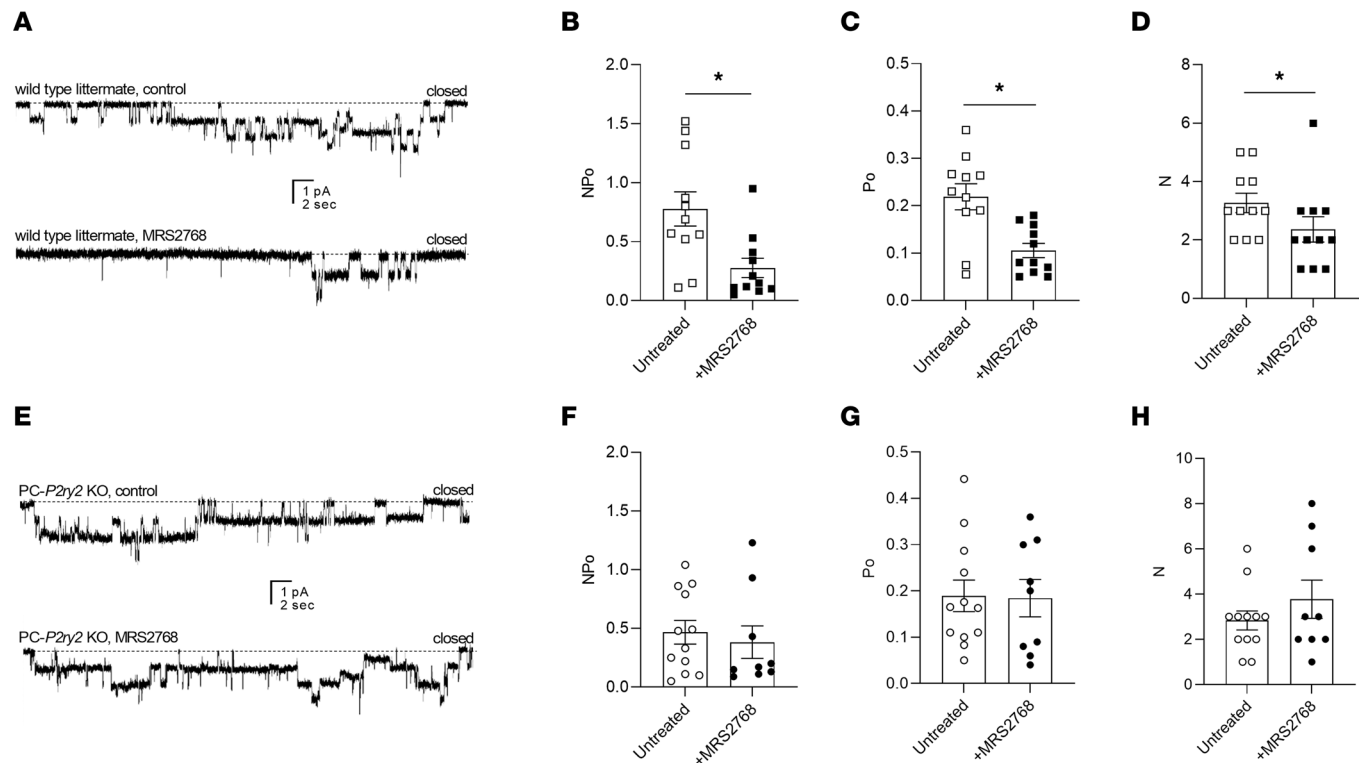 A
wild type littermate, control
closed
1 pA
2 sec
wild type littermate, MRS2768
closed
B
2.0
1.5
1.0
0.5
0.0
NPo
*
Untreated
+MRS2768
C
0.5
0.4
0.3
0.2
0.1
0.0
Po
*
Untreated
+MRS2768
D
8
6
4
2
0
N
*
Untreated
+MRS2768
E
PC-P2ry2 KO, control
closed
1 pA
2 sec
PC-P2ry2 KO, MRS2768
closed
F
2.0
1.5
1.0
0.5
0.0
NPo
Untreated
+MRS2768
G
0.5
0.4
0.3
0.2
0.1
0.0
Po
Untreated
+MRS2768
H
10
8
6
4
2
0
N
Untreated
+MRS2768